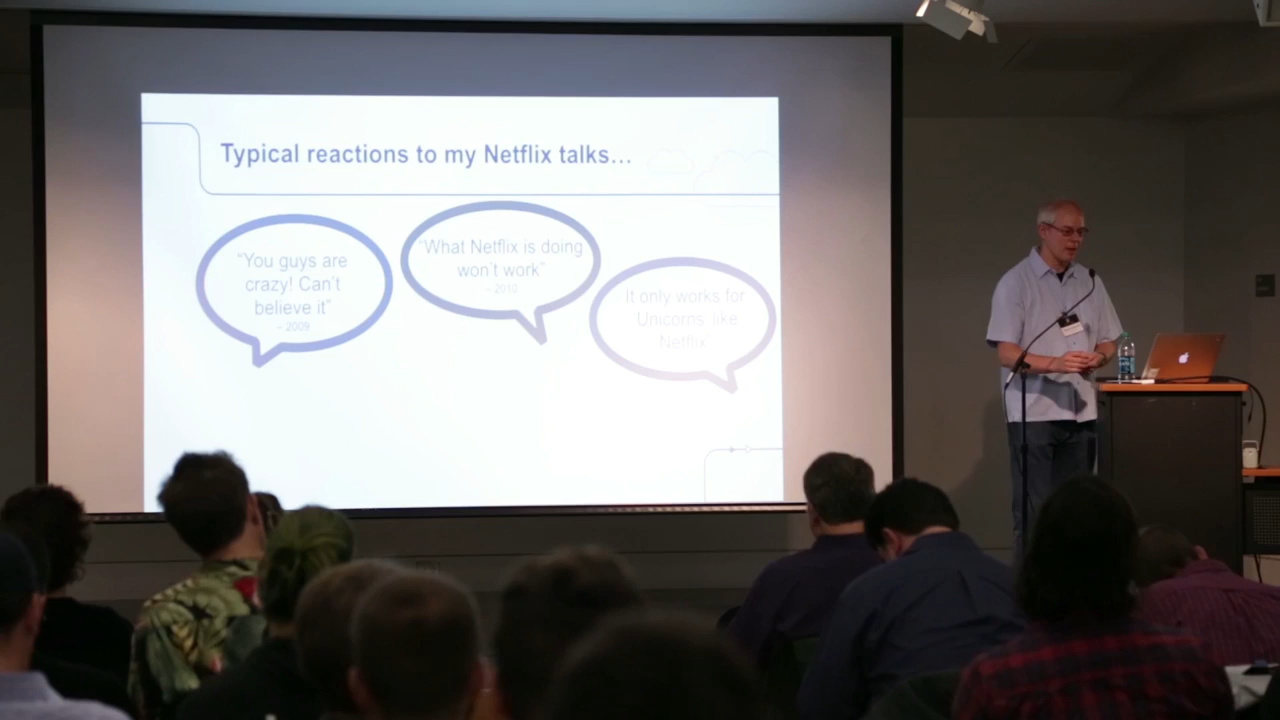 Typical reactions to my Netflix talks...
"You guys are
crazy! Can't
believe it"
– 2009
"What Netflix is doing
won't work"
– 2010
It only works for
Unicorns like
Netflix